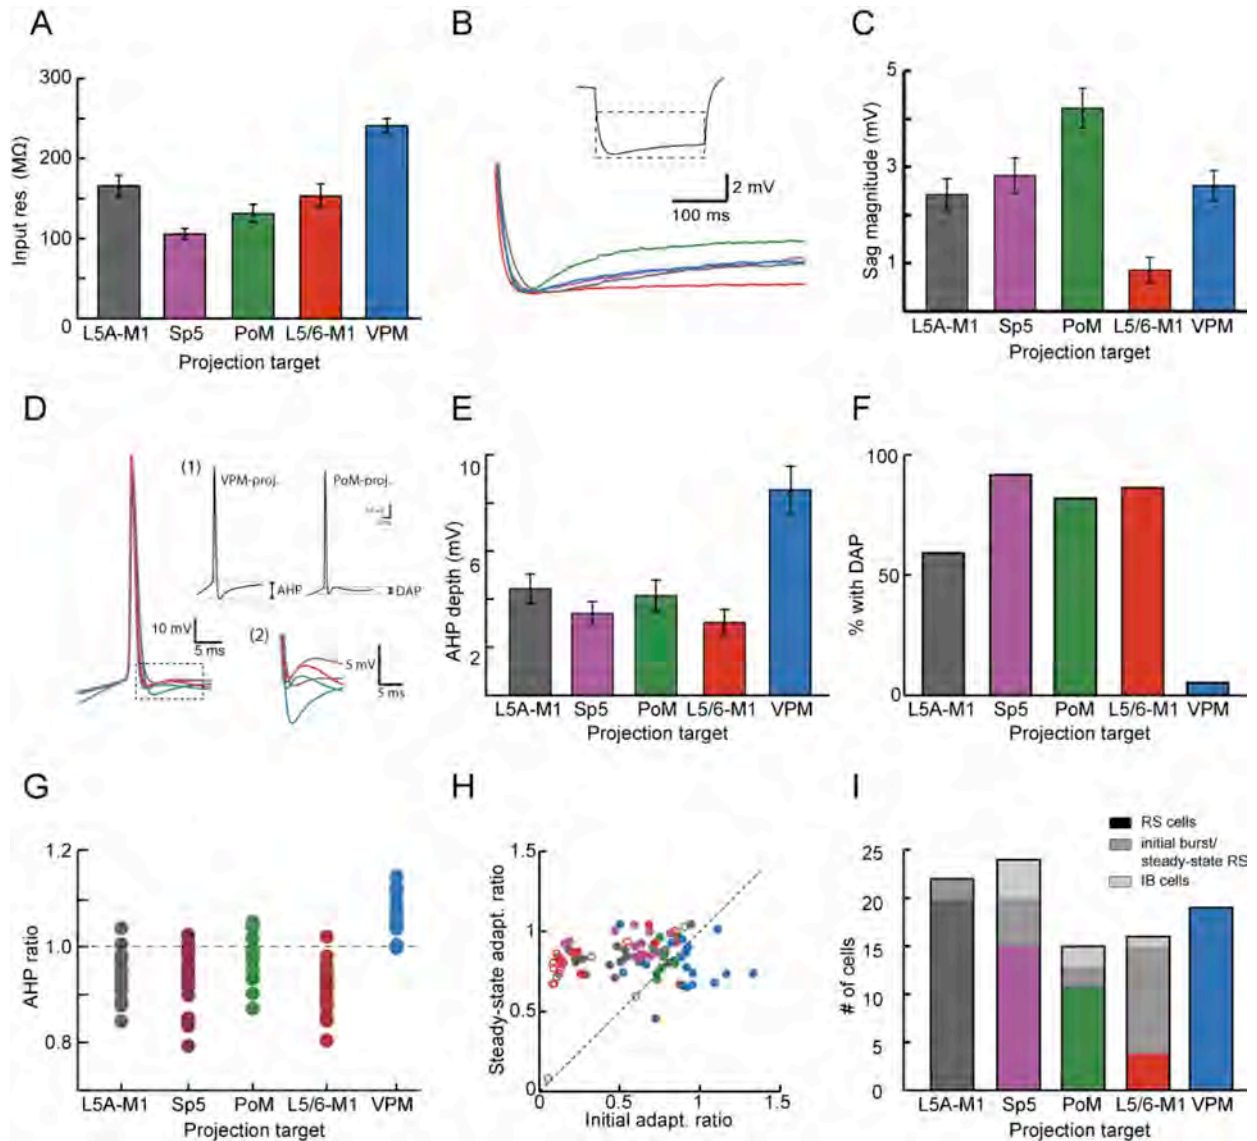 A
Input res. (MΩ)
300
200
100
0
L5A-M1 Sp5 PoM L5/6-M1 VPM
Projection target
B
2 mV
100 ms
C
Sag magnitude (mV)
5
3
1
L5A-M1 Sp5 PoM L5/6-M1 VPM
Projection target
D
(1)
VPM-proj.
PoM-proj.
AHP
DAP
10 mV
5 ms
(2)
5 mV
5 ms
E
AHP depth (mV)
10
6
4
2
L5A-M1 Sp5 PoM L5/6-M1 VPM
Projection target
F
% with DAP
100
50
0
L5A-M1 Sp5 PoM L5/6-M1 VPM
Projection target
G
AHP ratio
1.2
1.0
0.8
L5A-M1 Sp5 PoM L5/6-M1 VPM
Projection target
H
Steady-state adapt. ratio
1.5
1.0
0.5
0
0 0.5 1.0 1.5
Initial adapt. ratio
I
RS cells
initial burst/
steady-state RS
IB cells
# of cells
25
20
15
10
5
0
L5A-M1 Sp5 PoM L5/6-M1 VPM
Projection target